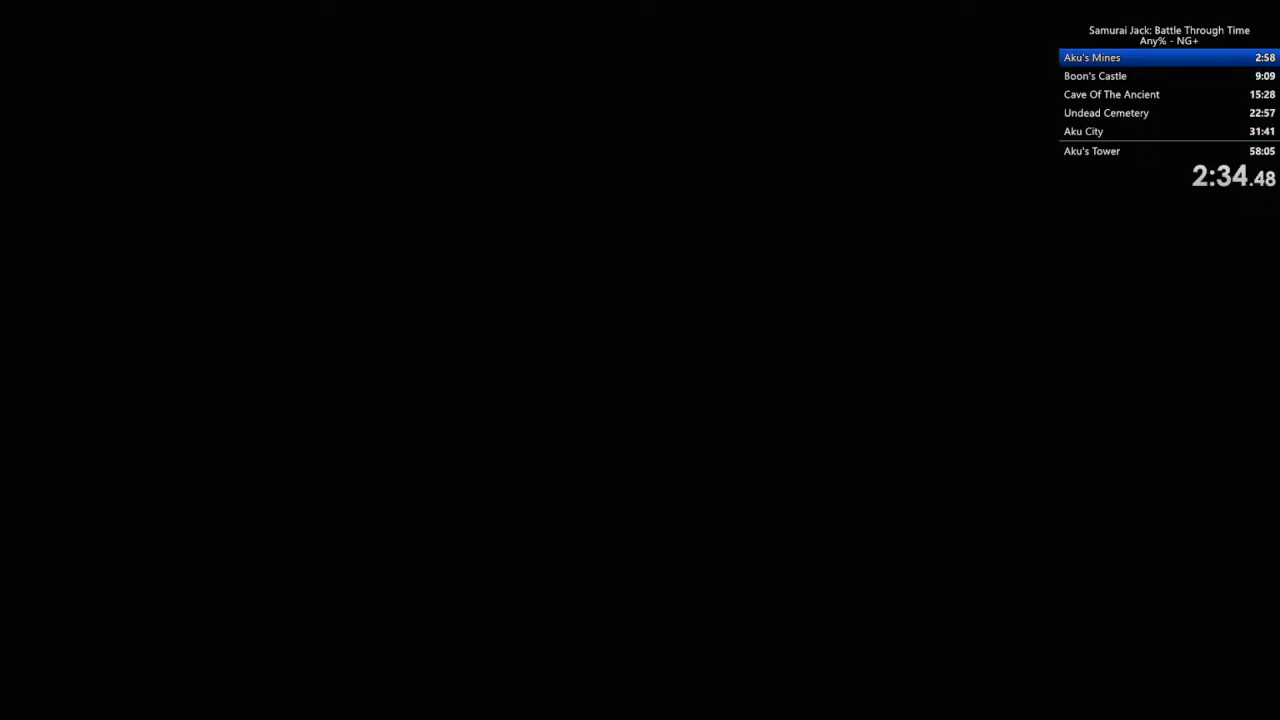 Samurai Jack: Battle Through Time
Any% - NG+
Aku's Mines 2:58
Boon's Castle 9:09
Cave Of The Ancient 15:28
Undead Cemetery 22:57
Aku City 31:41
Aku's Tower 58:05
2:34.48